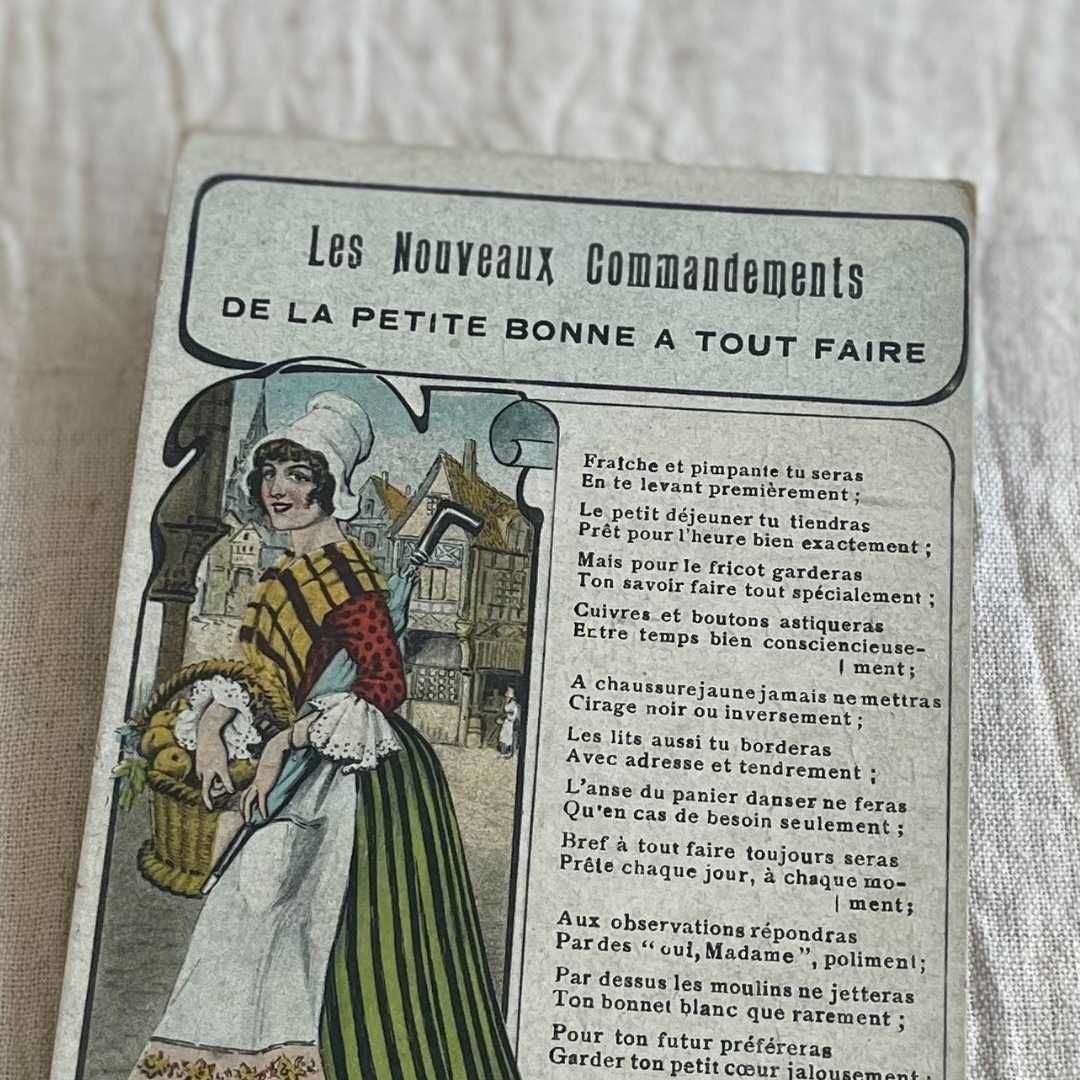 Les Nouveaux Commandements
DE LA PETITE BONNE A TOUT FAIRE
Fraîche et pimpante tu seras
En te levant premièrement ;
Le petit déjeuner tu tiendras
Prêt pour l'heure bien exactement ;
Mais pour le fricot garderas
Ton savoir faire tout spécialement ;
Cuivres et boutons astiqueras
Entre temps bien consciencieuse-
| ment ;
A chaussure jaune jamais ne mettras
Cirage noir ou inversement ;
Les lits aussi tu borderas
Avec adresse et tendrement ;
L'anse du panier danser ne feras
Qu'en cas de besoin seulement ;
Bref à tout faire toujours seras
Prête chaque jour, à chaque mo-
| ment ;
Aux observations répondras
Par des “ oui, Madame ”, poliment ;
Par dessus les moulins ne jetteras
Ton bonnet blanc que rarement ;
Pour ton futur préféreras
Garder ton petit cœur jalousement ;